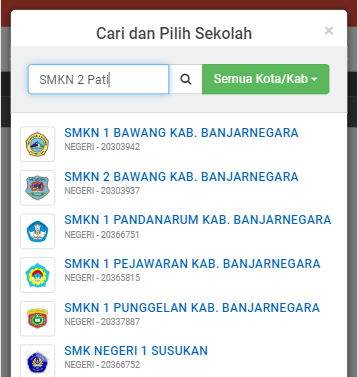 Cari dan Pilih Sekolah
×
SMKN 2 Pati
Semua Kota/Kab
SMKN 1 BAWANG KAB. BANJARNEGARA
NEGERI - 20303942
SMKN 2 BAWANG KAB. BANJARNEGARA
NEGERI - 20303937
SMKN 1 PANDANARUM KAB. BANJARNEGARA
NEGERI - 20366751
SMKN 1 PEJAWARAN KAB. BANJARNEGARA
NEGERI - 20365815
SMKN 1 PUNGGELAN KAB. BANJARNEGARA
NEGERI - 20337887
SMK NEGERI 1 SUSUKAN
NEGERI - 20366752